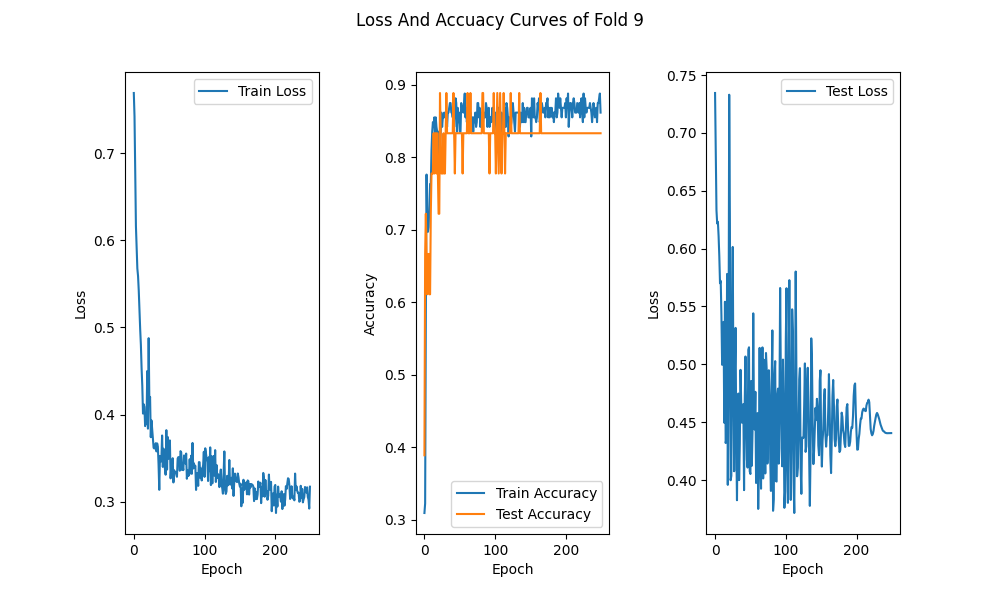 Loss And Accuacy Curves of Fold 9
Train Loss
0.7
0.6
0.5
0.4
0.3
Loss
0 100 200
Epoch
0.9
0.8
0.7
0.6
0.5
0.4
0.3
Accuracy
Train Accuracy
Test Accuracy
0 100 200
Epoch
Test Loss
0.75
0.70
0.65
0.60
0.55
0.50
0.45
0.40
Loss
0 100 200
Epoch